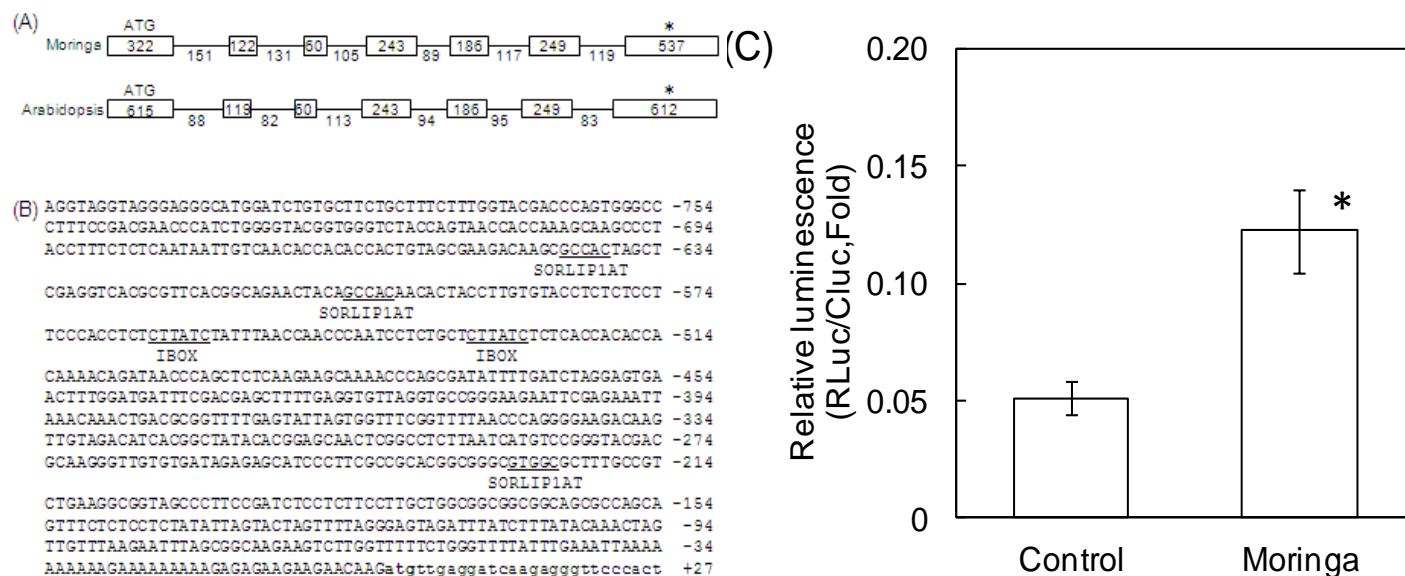 (A)
ATG *
Moringa 322 122 60 243 186 249 537
151 131 105 89 117 119
ATG *
Arabidopsis 615 119 60 243 186 249 612
88 82 113 94 95 83
(B) AGGTAGGTAGGGAGGGCATGGATCTGTGCTTCTGCTTTCTTTGGTACGACCCAGTGGGCC -754
CTTTCCGACGAACCCATCTGGGGTACGGTGGGTCTACCAGTAACCACCAAAGCAAGCCCT -694
ACCTTTCTCTCAATAATTGTCAACACCACACCACTGTAGCGAAGACAAGCGCCACTAGCT -634
SORLIP1AT
CGAGGTCACGCGTTCACGGCAGAACTACAGCCACAACACTACCTTGTGTACCTCTCTCCT -574
SORLIP1AT
TCCCACCTCTCTTATCTATTTAACCAACCCAATCCTCTGCTCTTATCTCTCACCACACCA -514
IBOX IBOX
CAAAACAGATAACCCAGCTCTCAAGAAGCAAAACCCAGCGATATTTTGATCTAGGAGTGA -454
ACTTTGGATGATTTCGACGAGCTTTTGAGGTGTTAGGTGCCGGGAAGAATTCGAGAAATT -394
AAACAAACTGACGCGGTTTTGAGTATTAGTGGTTTCGGTTTTAACCCAGGGGAAGACAAG -334
TTGTAGACATCACGGCTATACACGGAGCAACTCGGCCTCTTAATCATGTCCGGGTACGAC -274
GCAAGGGTTGTGTGATAGAGAGCATCCCTTCGCCGCACGGCGGGCGTGGCGCTTTGCCGT -214
SORLIP1AT
CTGAAGGCGGTAGCCCTTCCGATCTCCTCTTCCTTGCTGGCGGCGGCGGCAGCGCCAGCA -154
GTTTCTCTCCTCTATATTAGTACTAGTTTTAGGGAGTAGATTTATCTTTATACAAACTAG -94
TTGTTTAAGAATTTAGCGGCAAGAAGTCTTGGTTTTTCTGGGTTTTATTTGAAATTAAAA -34
AAAAAAGAAAAAAAAAGAGAGAAGAAGAACAAGatgttgaggatcaagagggttcccact +27
(C)
Relative luminescence
(RLuc/Cluc,Fold)
0.20
0.15
0.10
0.05
0
*
Control Moringa